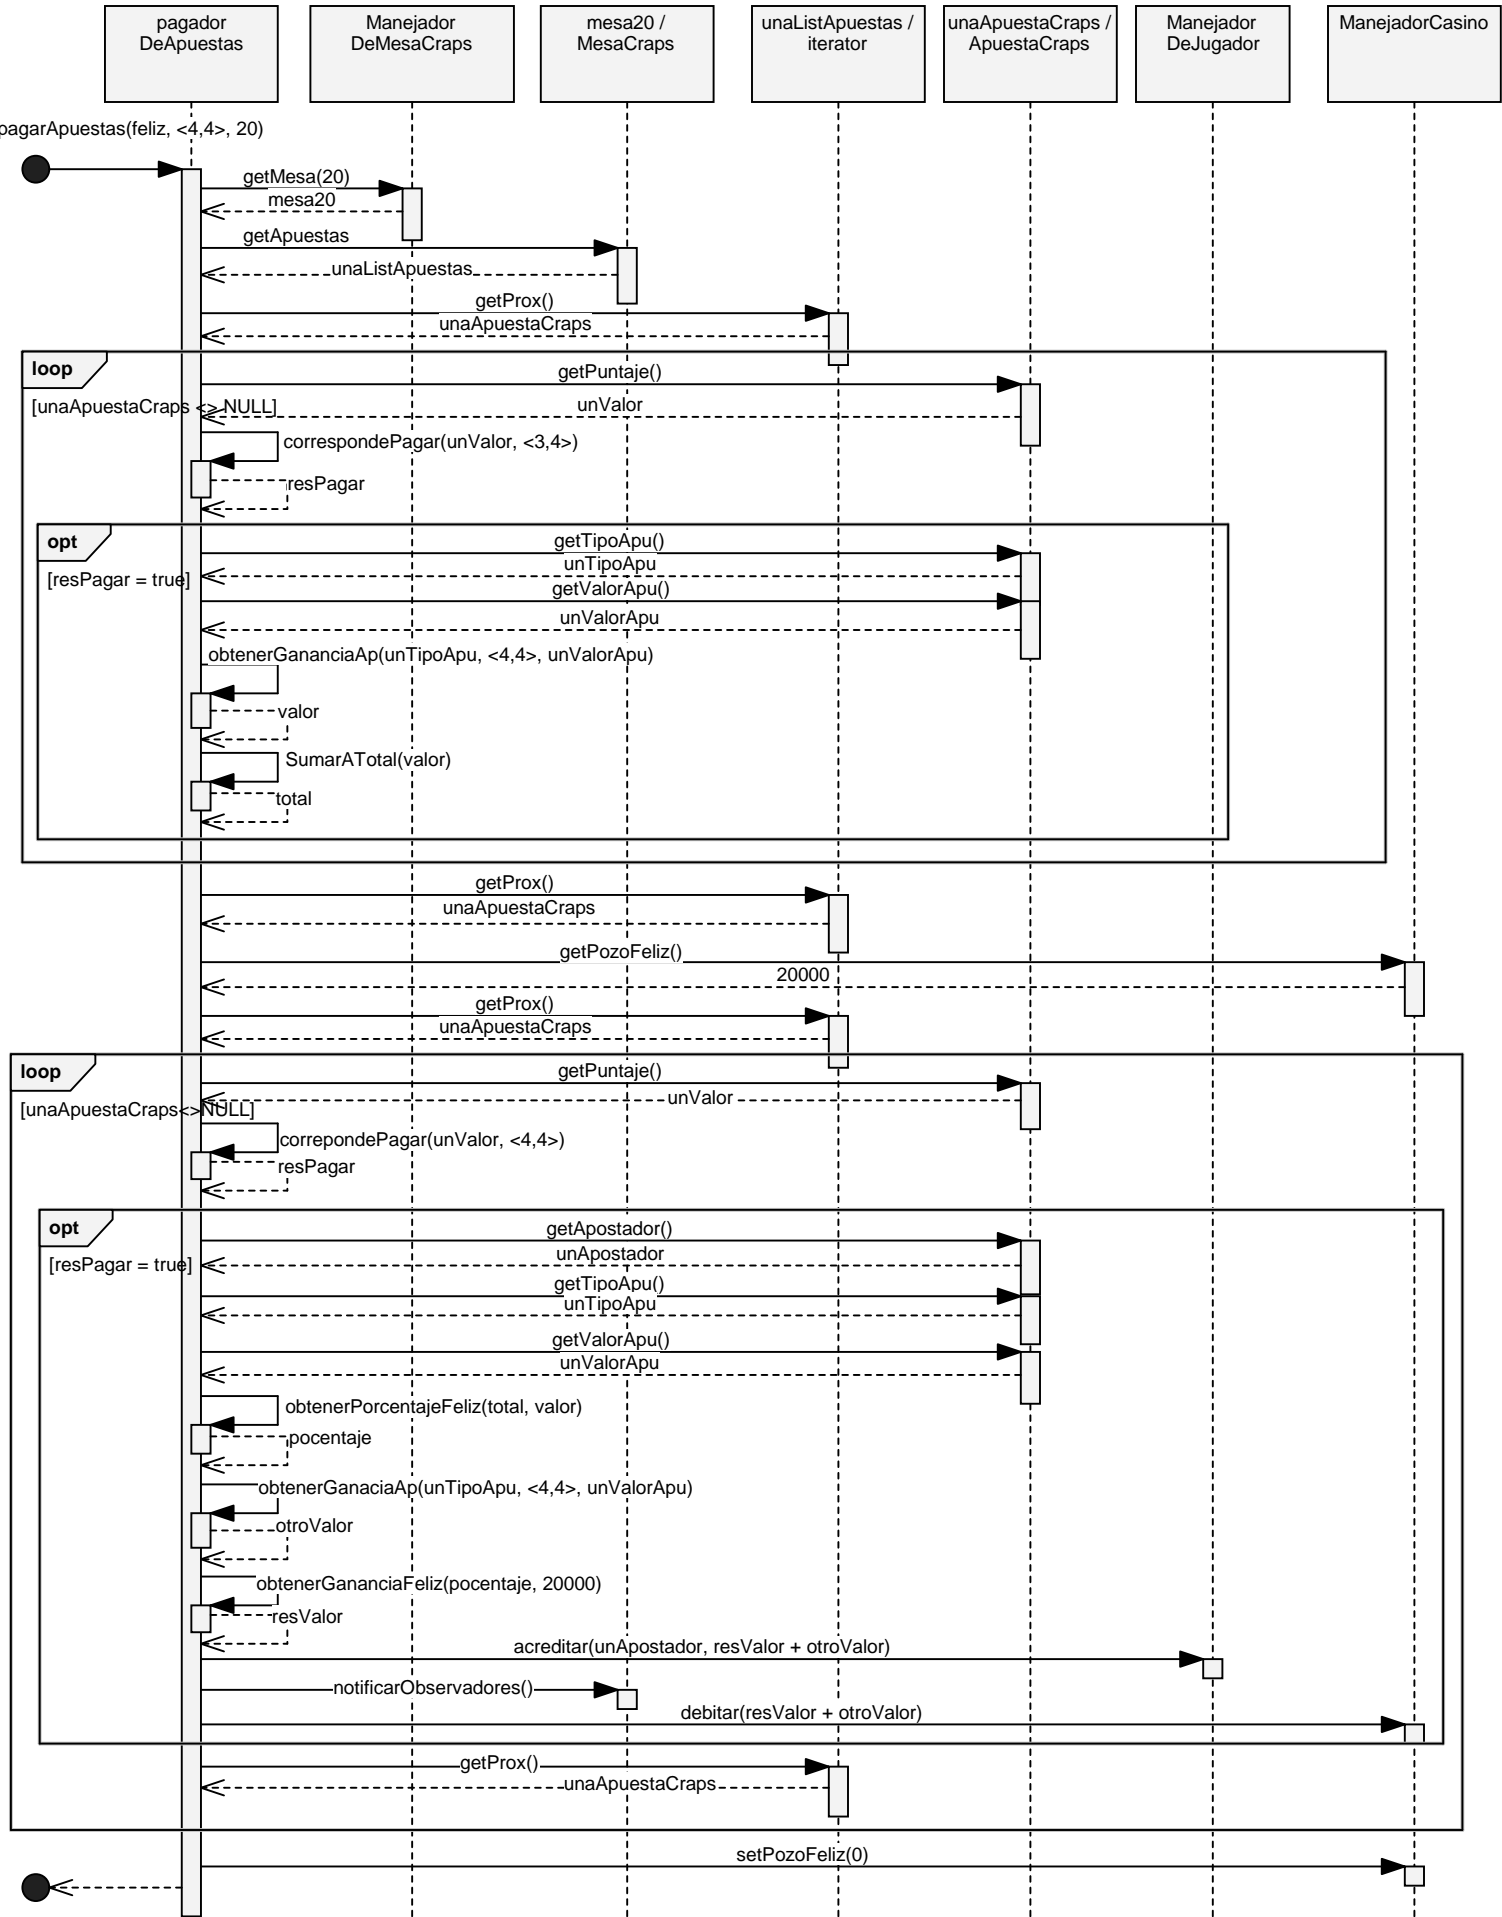 pagador
DeApuestas
Manejador
DeMesaCraps
mesa20 /
MesaCraps
unaListApuestas /
iterator
unaApuestaCraps /
ApuestaCraps
Manejador
DeJugador
ManejadorCasino
pagarApuestas(feliz, <4,4>, 20)
getMesa(20)
mesa20
getApuestas
unaListApuestas
getProx()
unaApuestaCraps
loop
getPuntaje()
[unaApuestaCraps <> NULL]
unValor
correspondePagar(unValor, <3,4>)
resPagar
opt
getTipoApu()
unTipoApu
[resPagar = true]
getValorApu()
unValorApu
obtenerGananciaAp(unTipoApu, <4,4>, unValorApu)
valor
SumarATotal(valor)
total
getProx()
unaApuestaCraps
getPozoFeliz()
20000
getProx()
unaApuestaCraps
loop
getPuntaje()
unValor
[unaApuestaCraps<>NULL]
correpondePagar(unValor, <4,4>)
resPagar
opt
getApostador()
unApostador
[resPagar = true]
getTipoApu()
unTipoApu
getValorApu()
unValorApu
obtenerPorcentajeFeliz(total, valor)
pocentaje
obtenerGanaciaAp(unTipoApu, <4,4>, unValorApu)
otroValor
obtenerGananciaFeliz(pocentaje, 20000)
resValor
acreditar(unApostador, resValor + otroValor)
notificarObservadores()
debitar(resValor + otroValor)
getProx()
unaApuestaCraps
setPozoFeliz(0)